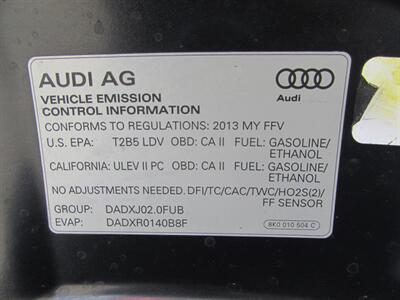 AUDI AG
Audi
VEHICLE EMISSION
CONTROL INFORMATION
CONFORMS TO REGULATIONS: 2013 MY FFV
U.S. EPA: T2B5 LDV OBD: CA II FUEL: GASOLINE/
ETHANOL
CALIFORNIA: ULEV II PC OBD: CA II FUEL: GASOLINE/
ETHANOL
NO ADJUSTMENTS NEEDED. DFI/TC/CAC/TWC/HO2S(2)/
FF SENSOR
GROUP: DADXJ02.0FUB
EVAP: DADXR0140B8F
8K0 010 504 C